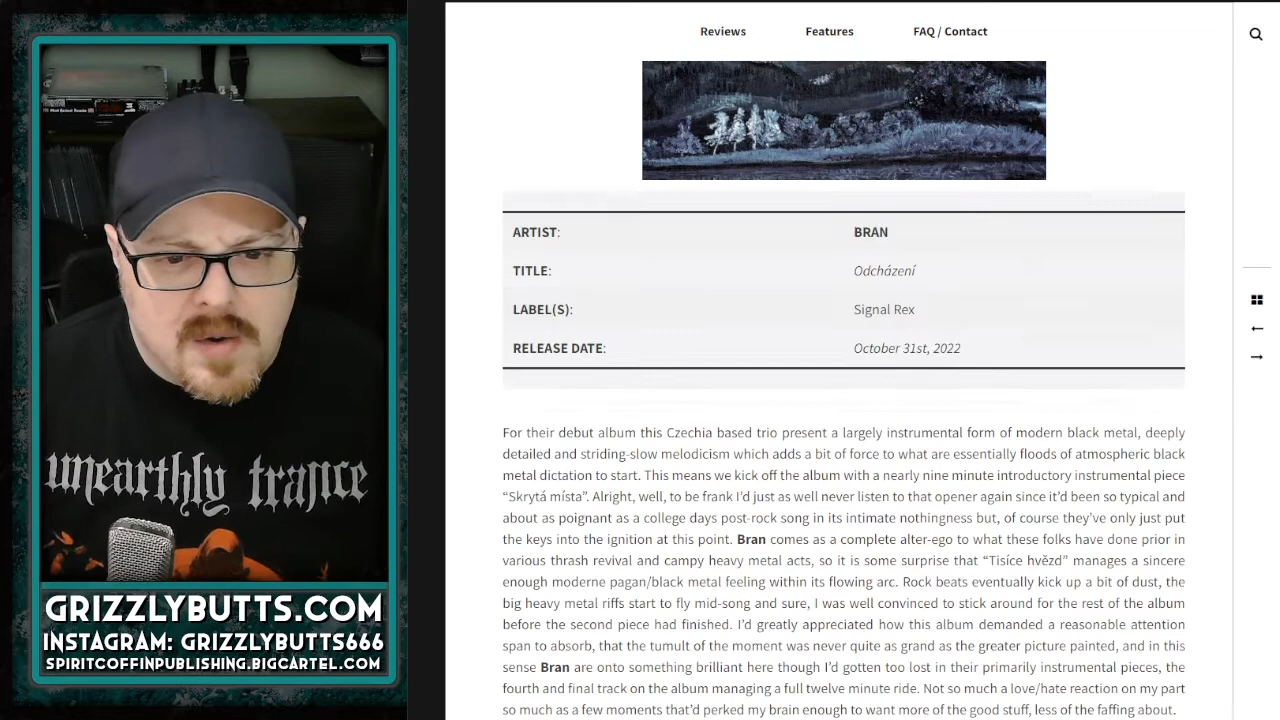 Reviews
Features
FAQ / Contact
ARTIST: BRAN
TITLE: Odcházení
LABEL(S): Signal Rex
RELEASE DATE: October 31st, 2022
For their debut album this Czechia based trio present a largely instrumental form of modern black metal, deeply
detailed and striding-slow melodicism which adds a bit of force to what are essentially floods of atmospheric black
metal dictation to start. This means we kick off the album with a nearly nine minute introductory instrumental piece
“Skrytá místa”. Alright, well, to be frank I’d just as well never listen to that opener again since it’d been so typical and
about as poignant as a college days post-rock song in its intimate nothingness but, of course they’ve only just put
the keys into the ignition at this point. Bran comes as a complete alter-ego to what these folks have done prior in
various thrash revival and campy heavy metal acts, so it is some surprise that “Tisíce hvězd” manages a sincere
enough moderne pagan/black metal feeling within its flowing arc. Rock beats eventually kick up a bit of dust, the
big heavy metal riffs start to fly mid-song and sure, I was well convinced to stick around for the rest of the album
before the second piece had finished. I’d greatly appreciated how this album demanded a reasonable attention
span to absorb, that the tumult of the moment was never quite as grand as the greater picture painted, and in this
sense Bran are onto something brilliant here though I’d gotten too lost in their primarily instrumental pieces, the
fourth and final track on the album managing a full twelve minute ride. Not so much a love/hate reaction on my part
so much as a few moments that’d perked my brain enough to want more of the good stuff, less of the faffing about.
unearthly trance
GRIZZLYBUTTS.COM
INSTAGRAM: GRIZZLYBUTTS666
SPIRITCOFFINPUBLISHING.BIGCARTEL.COM